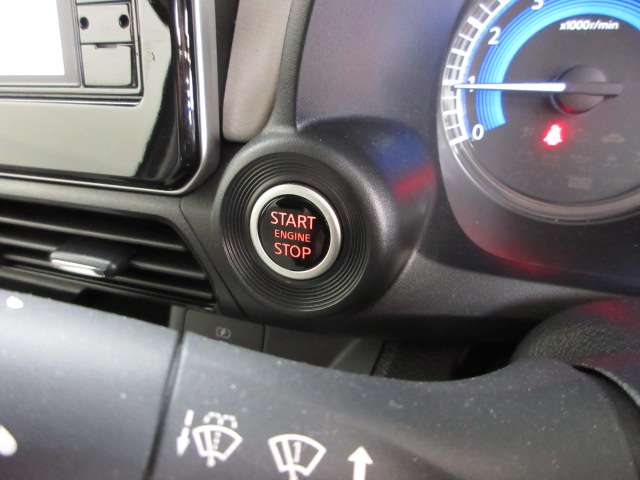 3
2
x1000r/min
1
0
START
ENGINE
STOP